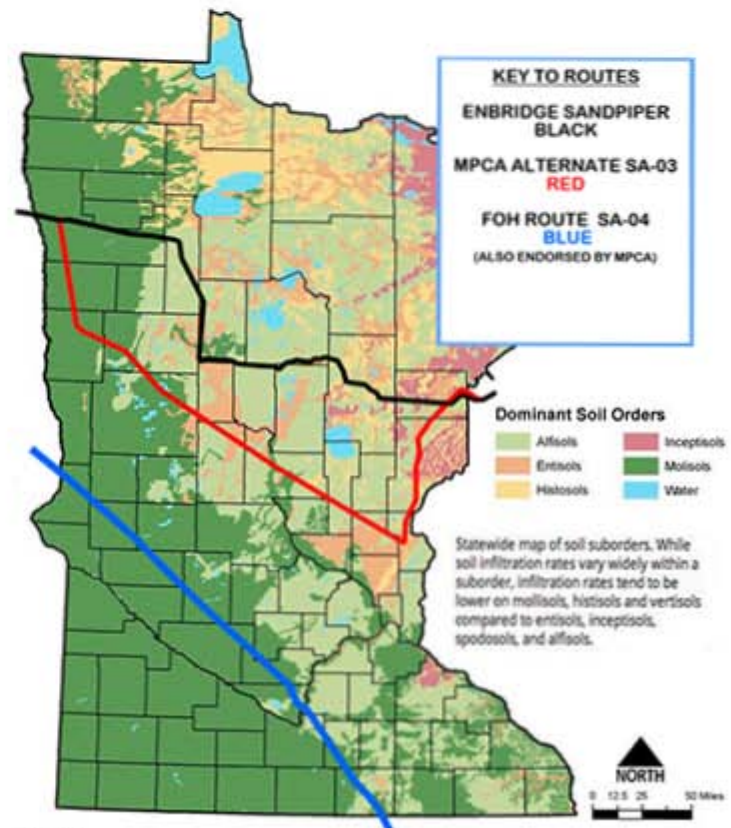 KEY TO ROUTES
ENBRIDGE SANDPIPER
BLACK
MPCA ALTERNATE SA-03
RED
FOH ROUTE SA-04
BLUE
(ALSO ENDORSED BY MPCA)
Dominant Soil Orders
Alfisols
Entisols
Histosols
Inceptisols
Mollsols
Water
Statewide map of soil suborders. While
soil infiltration rates vary widely within a
suborder, infiltration rates tend to be
lower on mollisols, histisols and vertisols
compared to entisols, inceptisols,
spodosols, and alfisols.
NORTH
0 12.5 25 50 Miles